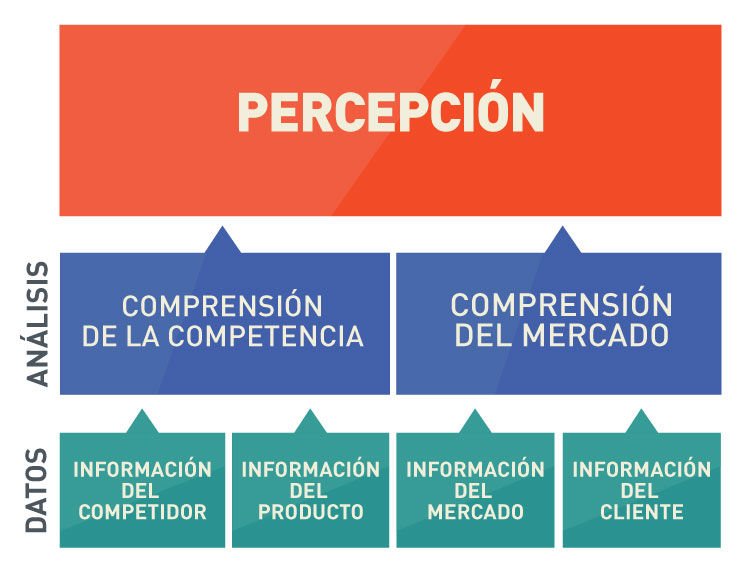 PERCEPCIÓN
ANÁLISIS
COMPRENSIÓN
DE LA COMPETENCIA
COMPRENSIÓN
DEL MERCADO
DATOS
INFORMACIÓN
DEL
COMPETIDOR
INFORMACIÓN
DEL
PRODUCTO
INFORMACIÓN
DEL
MERCADO
INFORMACIÓN
DEL
CLIENTE